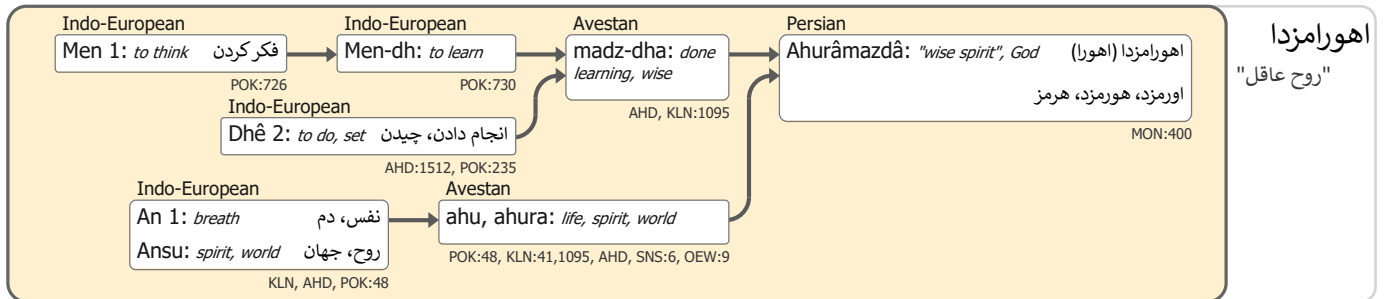 Indo-European
Men 1: to think فکر کردن
POK:726
Indo-European
Men-dh: to learn
POK:730
Indo-European
Dhê 2: to do, set انجام دادن، چیدن
AHD:1512, POK:235
Avestan
madz-dha: done
learning, wise
AHD, KLN:1095
Indo-European
An 1: breath نفس، دم
Ansu: spirit, world روح، جهان
KLN, AHD, POK:48
Avestan
ahu, ahura: life, spirit, world
POK:48, KLN:41,1095, AHD, SNS:6, OEW:9
Persian
Ahurâmazdâ: "wise spirit", God اهورامزدا (اهورا)
اورمزد، هورمزد، هرمز
MON:400
اهورامزدا
"روح عاقل"